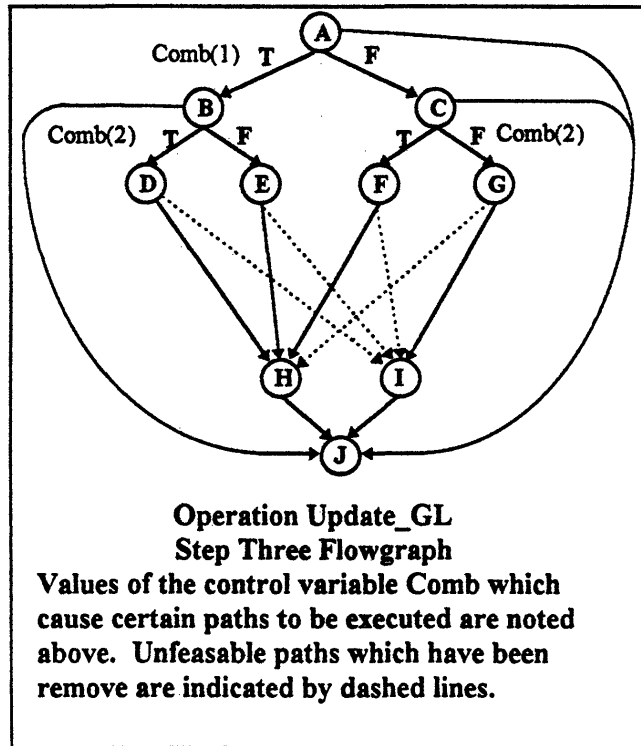 A
Comb(1) T F
B C
Comb(2) T F T F Comb(2)
D E F G
H I
J
Operation Update_GL
Step Three Flowgraph
Values of the control variable Comb which
cause certain paths to be executed are noted
above. Unfeasable paths which have been
remove are indicated by dashed lines.